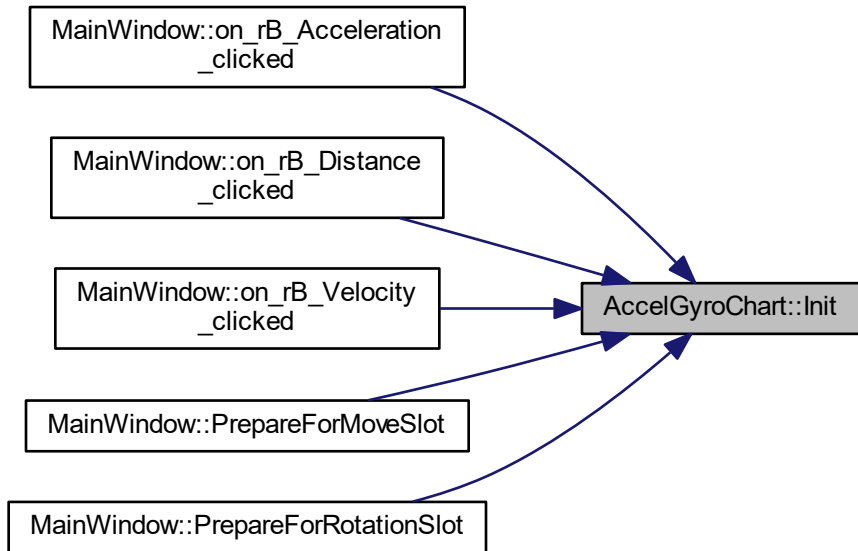 MainWindow::on_rB_Acceleration
_clicked
MainWindow::on_rB_Distance
_clicked
MainWindow::on_rB_Velocity
_clicked
AccelGyroChart::Init
MainWindow::PrepareForMoveSlot
MainWindow::PrepareForRotationSlot